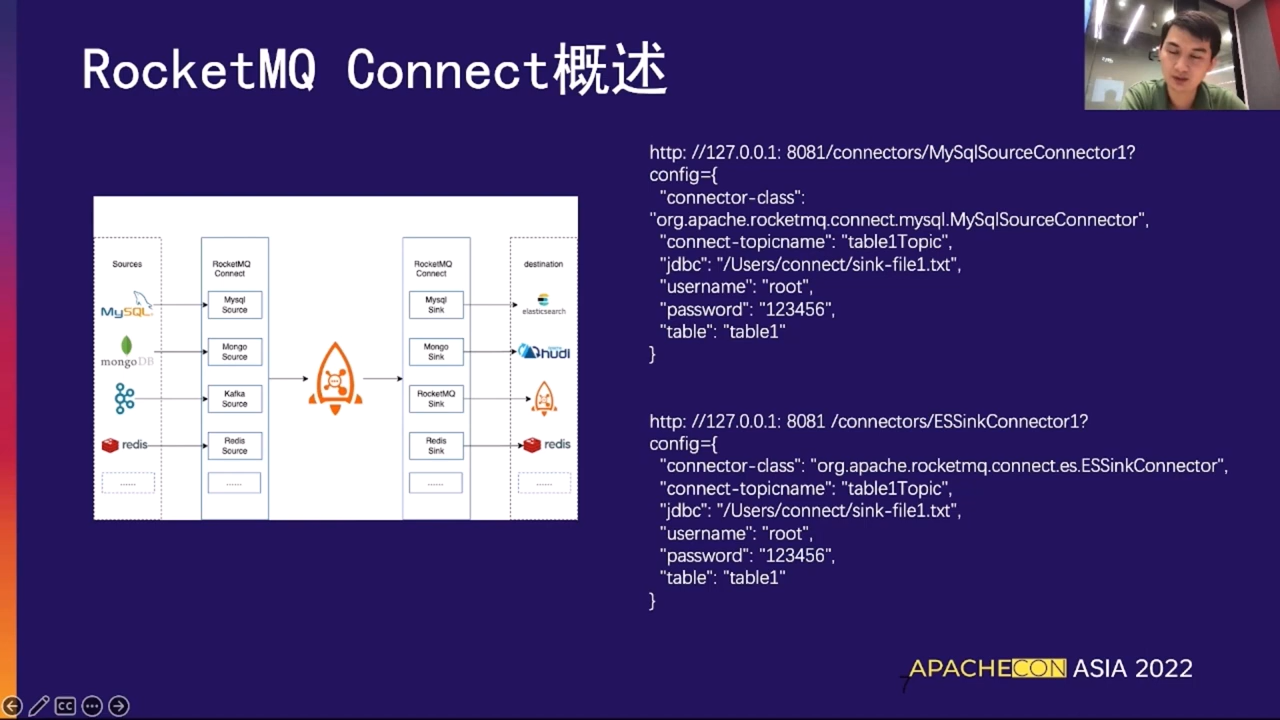 RocketMQ Connect概述
Sources
MySQL
mongoDB
redis
......
RocketMQ
Connect
Mysql
Source
Mongo
Source
Kafka
Source
Redis
Source
......
RocketMQ
Connect
Mysql
Sink
Mongo
Sink
RocketMQ
Sink
Redis
Sink
......
destination
elasticsearch
hudi
redis
......
http: //127.0.0.1: 8081/connectors/MySqlSourceConnector1?
config={
"connector-class":
"org.apache.rocketmq.connect.mysql.MySqlSourceConnector",
"connect-topicname": "table1Topic",
"jdbc": "/Users/connect/sink-file1.txt",
"username": "root",
"password": "123456",
"table": "table1"
}
http: //127.0.0.1: 8081 /connectors/ESSinkConnector1?
config={
"connector-class": "org.apache.rocketmq.connect.es.ESSinkConnector",
"connect-topicname": "table1Topic",
"jdbc": "/Users/connect/sink-file1.txt",
"username": "root",
"password": "123456",
"table": "table1"
}
7
APACHECON ASIA 2022
CC